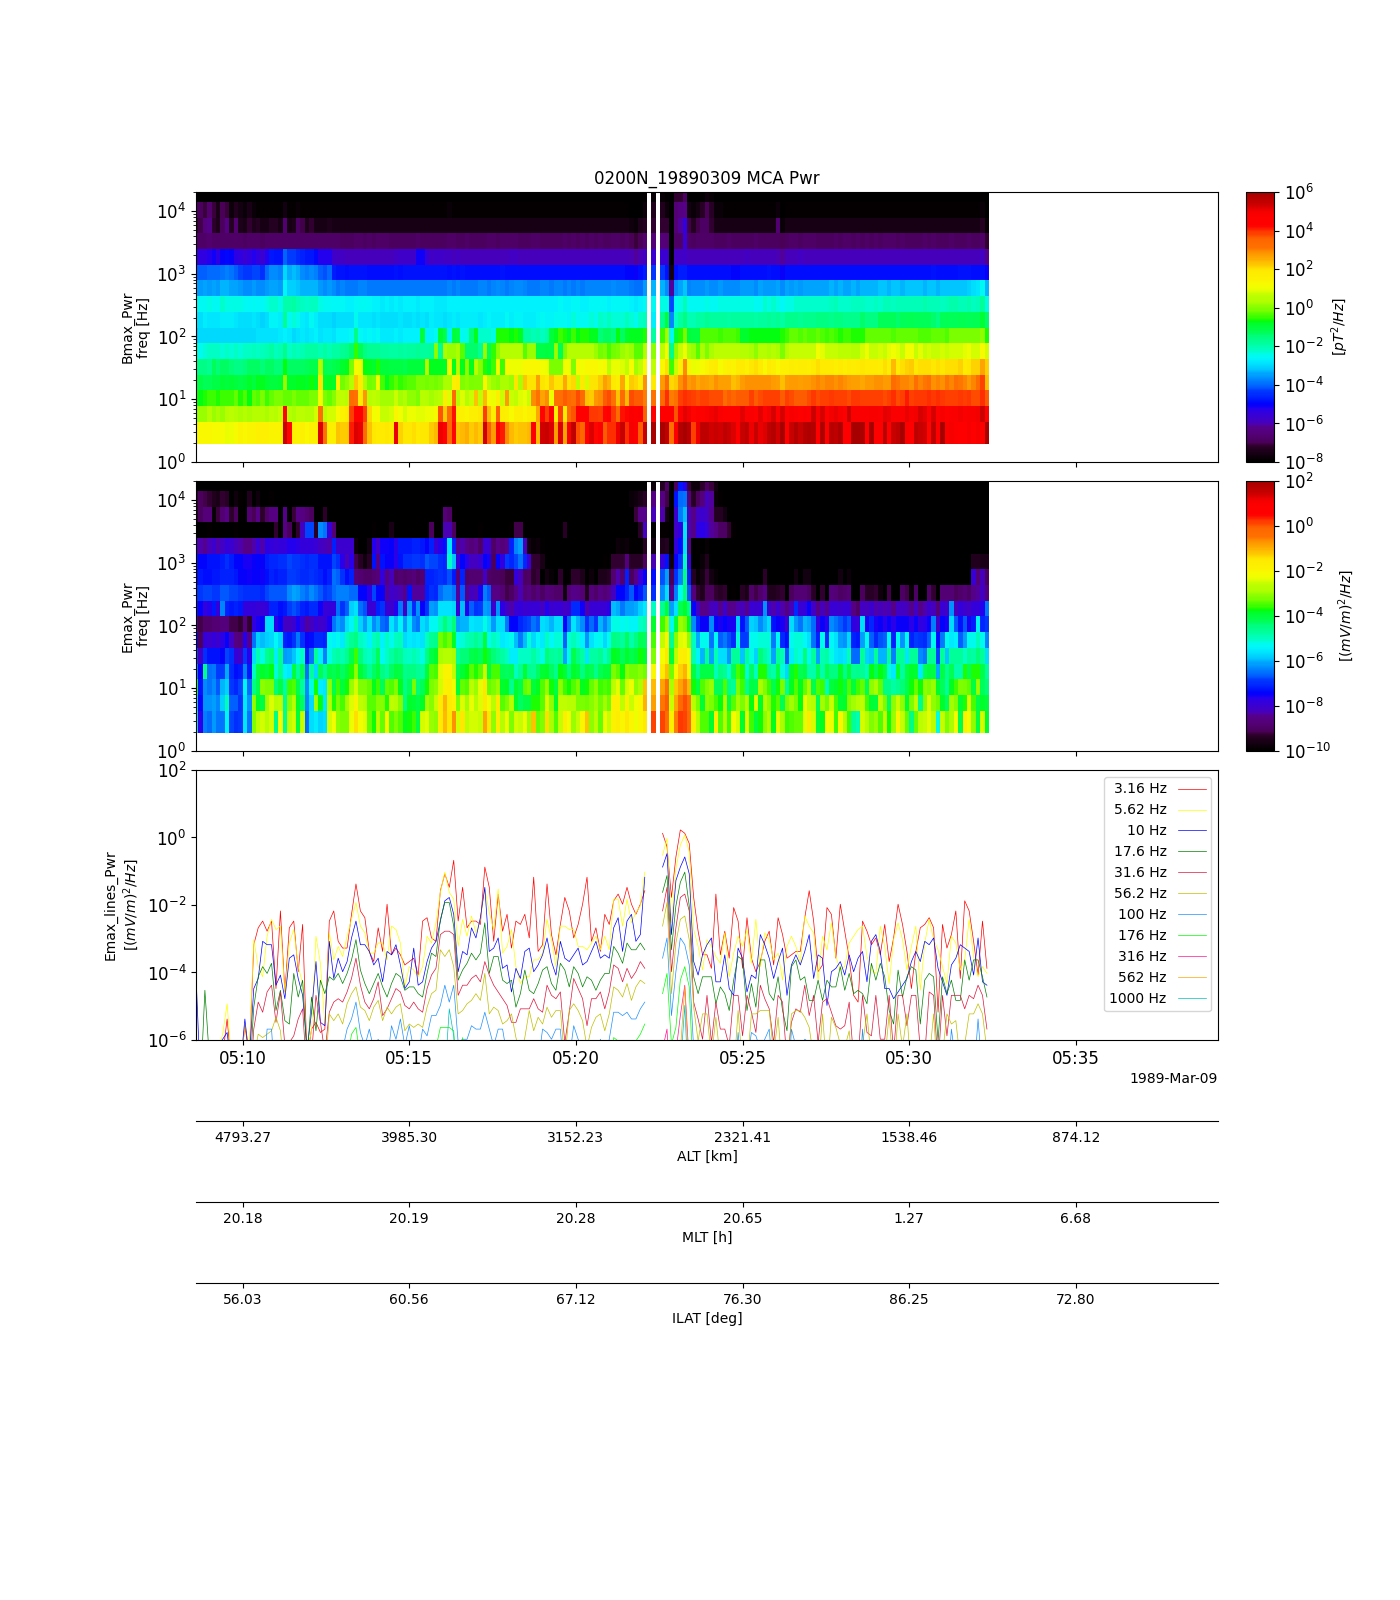 0200N_19890309 MCA Pwr
10^4
10^3
10^2
10^1
10^0
Bmax_Pwr
freq [Hz]
10^6
10^4
10^2
10^0
10^-2
10^-4
10^-6
10^-8
[pT^2/Hz]
10^4
10^3
10^2
10^1
10^0
Emax_Pwr
freq [Hz]
10^2
10^0
10^-2
10^-4
10^-6
10^-8
10^-10
[(mV/m)^2/Hz]
10^2
10^0
10^-2
10^-4
10^-6
Emax_lines_Pwr
[(mV/m)^2/Hz]
3.16 Hz
5.62 Hz
10 Hz
17.6 Hz
31.6 Hz
56.2 Hz
100 Hz
176 Hz
316 Hz
562 Hz
1000 Hz
05:10 05:15 05:20 05:25 05:30 05:35
1989-Mar-09
4793.27 3985.30 3152.23 2321.41 1538.46 874.12
ALT [km]
20.18 20.19 20.28 20.65 1.27 6.68
MLT [h]
56.03 60.56 67.12 76.30 86.25 72.80
ILAT [deg]